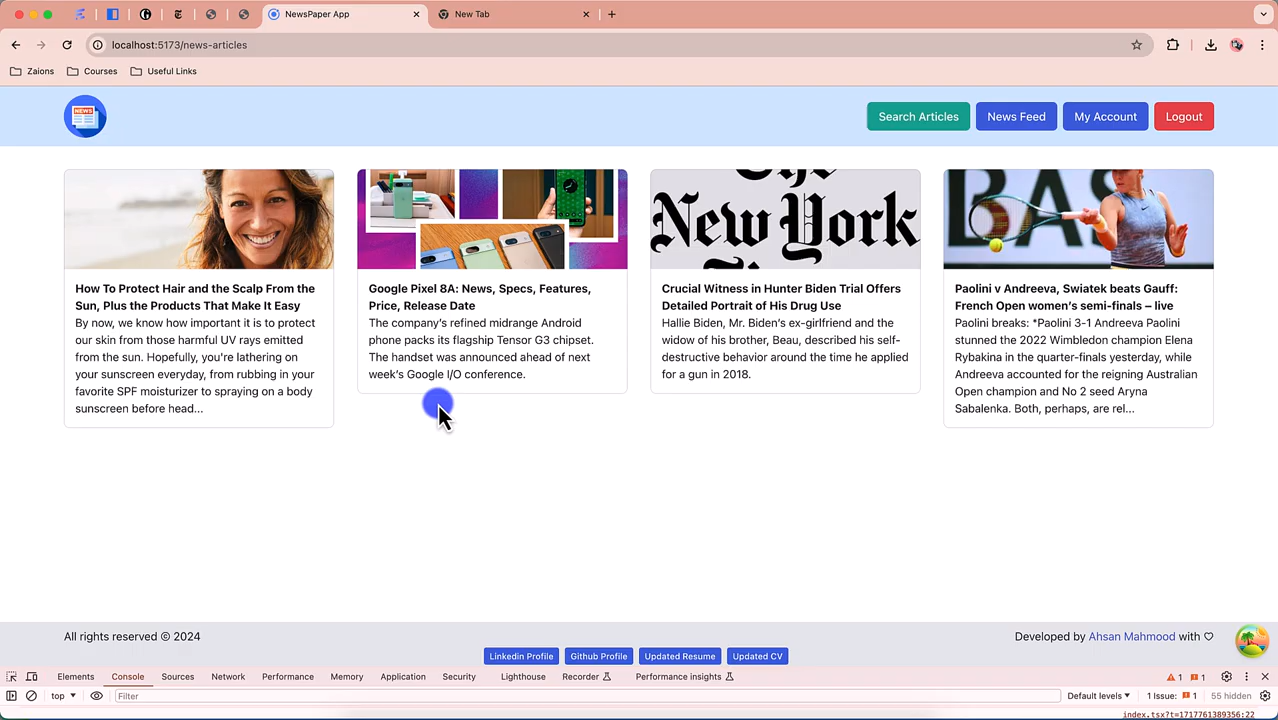 NewsPaper App
New Tab
localhost:5173/news-articles
Zaions
Courses
Useful Links
NEWS
Search Articles
News Feed
My Account
Logout
The
New York
BAS
How To Protect Hair and the Scalp From the
Sun, Plus the Products That Make It Easy
By now, we know how important it is to protect
our skin from those harmful UV rays emitted
from the sun. Hopefully, you're lathering on
your sunscreen everyday, from rubbing in your
favorite SPF moisturizer to spraying on a body
sunscreen before head...
Google Pixel 8A: News, Specs, Features,
Price, Release Date
The company's refined midrange Android
phone packs its flagship Tensor G3 chipset.
The handset was announced ahead of next
week's Google I/O conference.
Crucial Witness in Hunter Biden Trial Offers
Detailed Portrait of His Drug Use
Hallie Biden, Mr. Biden's ex-girlfriend and the
widow of his brother, Beau, described his self-
destructive behavior around the time he applied
for a gun in 2018.
Paolini v Andreeva, Swiatek beats Gauff:
French Open women's semi-finals – live
Paolini breaks: *Paolini 3-1 Andreeva Paolini
stunned the 2022 Wimbledon champion Elena
Rybakina in the quarter-finals yesterday, while
Andreeva accounted for the reigning Australian
Open champion and No 2 seed Aryna
Sabalenka. Both, perhaps, are rel...
All rights reserved © 2024
Developed by Ahsan Mahmood with ♡
Linkedin Profile
Github Profile
Updated Resume
Updated CV
Elements
Console
Sources
Network
Performance
Memory
Application
Security
Lighthouse
Recorder
Performance insights
1
1
top
Filter
Default levels
1 Issue: 1
55 hidden
index.tsx?t=1717761389356:22